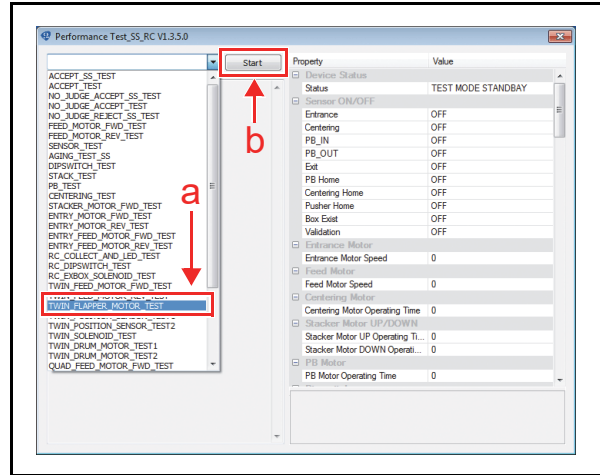 Performance Test_SS_RC V1.3.5.0
Start
ACCEPT_SS_TEST
ACCEPT_TEST
NO_JUDGE_ACCEPT_SS_TEST
NO_JUDGE_ACCEPT_TEST
NO_JUDGE_REJECT_SS_TEST
FEED_MOTOR_FWD_TEST
FEED_MOTOR_REV_TEST
SENSOR_TEST
AGING_TEST_SS
DIPSWITCH_TEST
STACK_TEST
PB_TEST
CENTERING_TEST
STACKER_MOTOR_FWD_TEST
ENTRY_MOTOR_FWD_TEST
ENTRY_MOTOR_REV_TEST
ENTRY_FEED_MOTOR_FWD_TEST
ENTRY_FEED_MOTOR_REV_TEST
RC_COLLECT_AND_LED_TEST
RC_DIPSWITCH_TEST
RC_EXBOX_SOLENOID_TEST
TWIN_FEED_MOTOR_FWD_TEST
TWIN_FEED_MOTOR_REV_TEST
TWIN_FLAPPER_MOTOR_TEST
TWIN_POSITION_SENSOR_TEST1
TWIN_POSITION_SENSOR_TEST2
TWIN_SOLENOID_TEST
TWIN_DRUM_MOTOR_TEST1
TWIN_DRUM_MOTOR_TEST2
QUAD_FEED_MOTOR_FWD_TEST
a
b
Property Value
Device Status
Status TEST MODE STANDBAY
Sensor ON/OFF
Entrance OFF
Centering OFF
PB_IN OFF
PB_OUT OFF
Exit OFF
PB Home OFF
Centering Home OFF
Pusher Home OFF
Box Exist OFF
Validation OFF
Entrance Motor
Entrance Motor Speed 0
Feed Motor
Feed Motor Speed 0
Centering Motor
Centering Motor Operating Time 0
Stacker Motor UP/DOWN
Stacker Motor UP Operating Ti... 0
Stacker Motor DOWN Operati... 0
PB Motor
PB Motor Operating Time 0